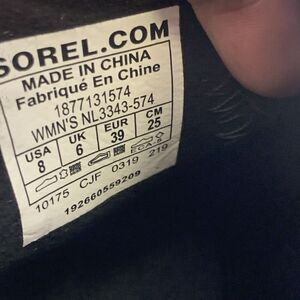 SOREL.COM
MADE IN CHINA
Fabriqué En Chine
1877131574
WMN'S NL3343-574
USA UK EUR CM
8 6 39 25
10175 CJF 0319 219
192660559209